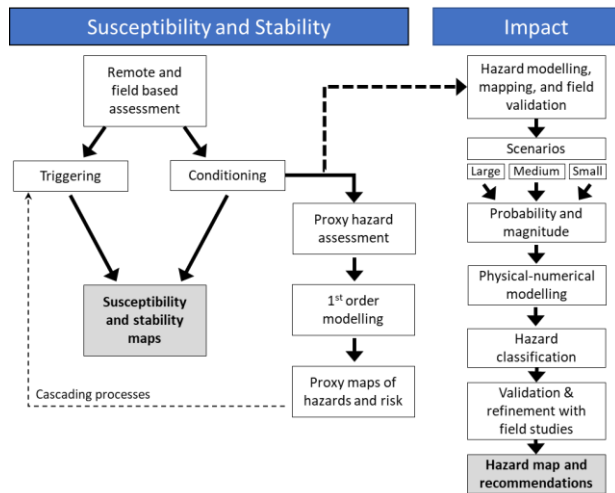 Susceptibility and Stability
Impact
Remote and
field based
assessment
Triggering
Conditioning
Proxy hazard
assessment
Susceptibility
and stability
maps
1st order
modelling
Cascading processes
Proxy maps of
hazards and risk
Hazard modelling,
mapping, and field
validation
Scenarios
Large
Medium
Small
Probability and
magnitude
Physical-numerical
modelling
Hazard
classification
Validation &
refinement with
field studies
Hazard map and
recommendations